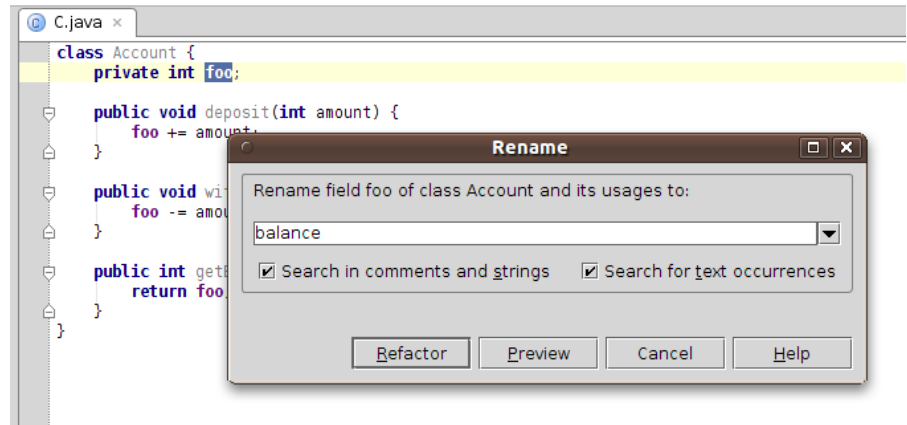 C.java
class Account {
private int foo;
public void deposit(int amount) {
foo += amount;
}
public void wi
foo -= amou
}
public int get
return foo
}
}
Rename
Rename field foo of class Account and its usages to:
balance
Search in comments and strings
Search for text occurrences
Refactor Preview Cancel Help